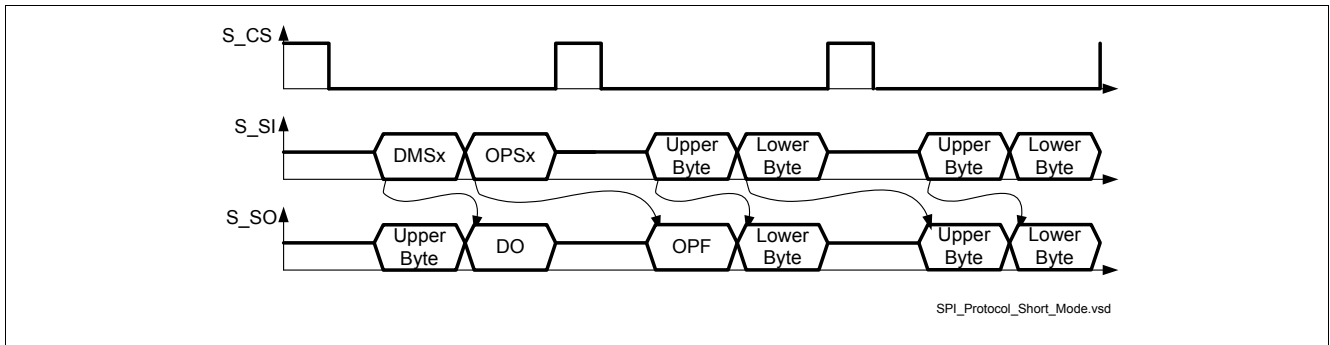 S_CS
S_SI
DMSx
OPSx
Upper
Byte
Lower
Byte
Upper
Byte
Lower
Byte
S_SO
Upper
Byte
DO
OPF
Lower
Byte
Upper
Byte
Lower
Byte
SPI_Protocol_Short_Mode.vsd